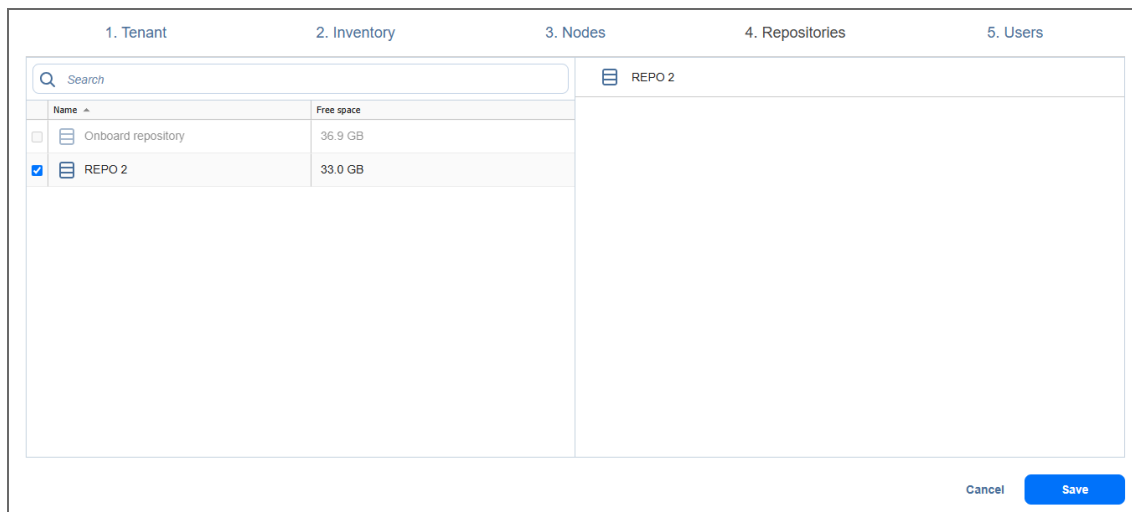 1. Tenant
2. Inventory
3. Nodes
4. Repositories
5. Users
Search
REPO 2
Name
Free space
Onboard repository
36.9 GB
REPO 2
33.0 GB
Cancel
Save